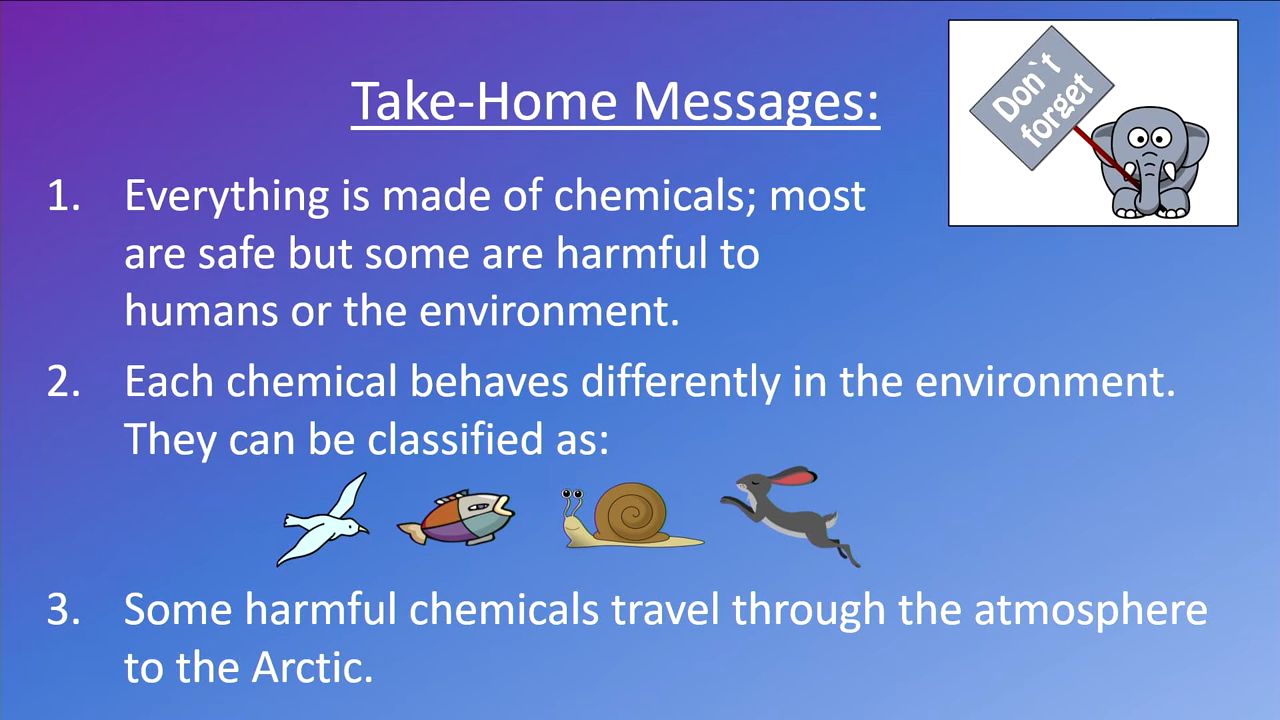 Take-Home Messages:
Don`t
forget
1. Everything is made of chemicals; most
are safe but some are harmful to
humans or the environment.
2. Each chemical behaves differently in the environment.
They can be classified as:
3. Some harmful chemicals travel through the atmosphere
to the Arctic.